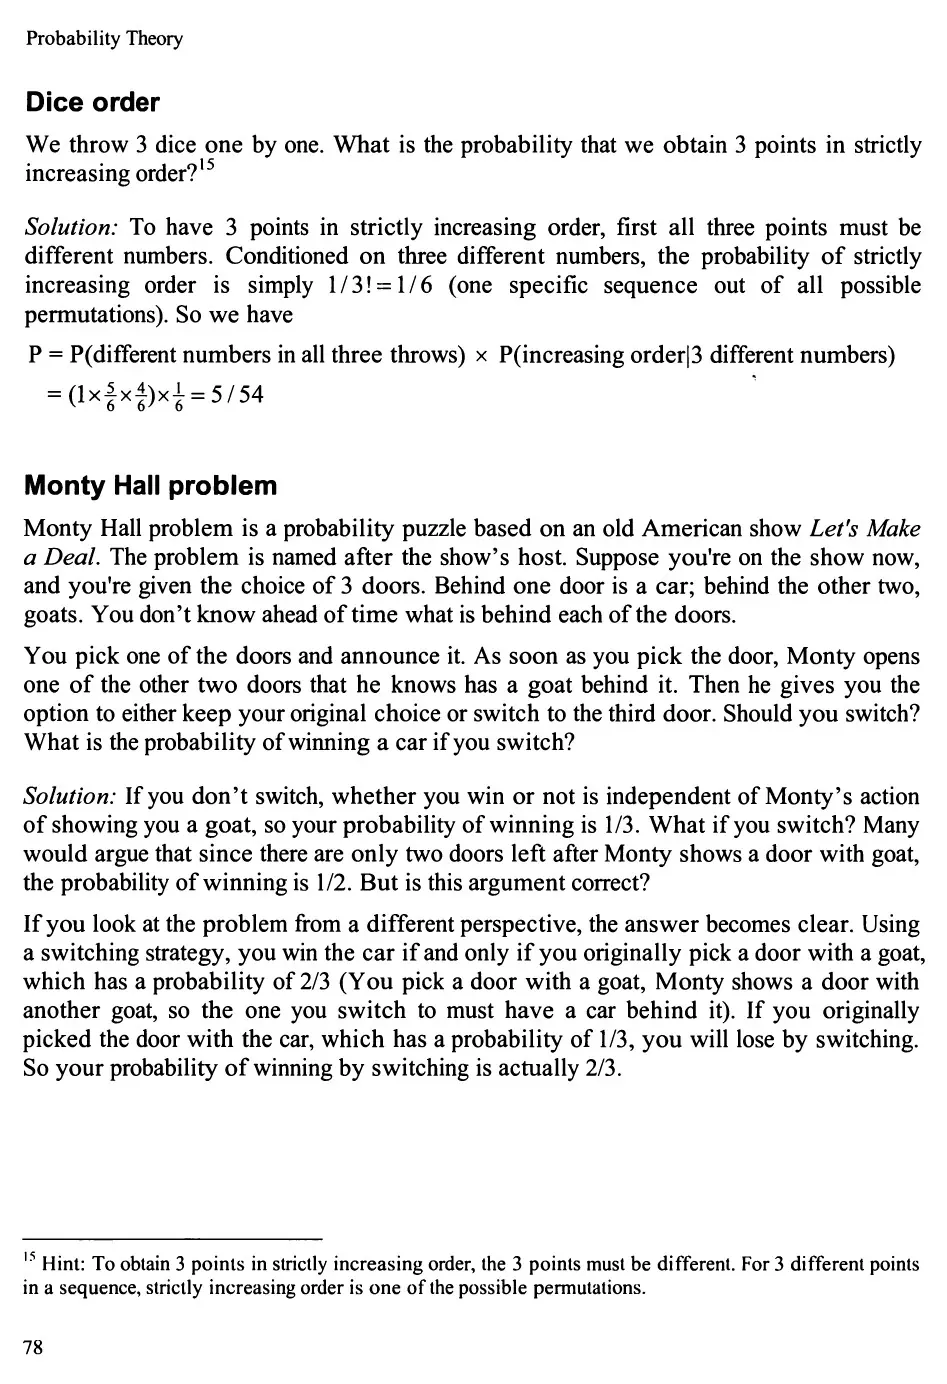 Probability Theory
Dice order
We throw 3 dice one by one. What is the probability that we obtain 3 points in strictly
increasing order?¹⁵
Solution: To have 3 points in strictly increasing order, first all three points must be
different numbers. Conditioned on three different numbers, the probability of strictly
increasing order is simply 1/3! = 1/6 (one specific sequence out of all possible
permutations). So we have
P = P(different numbers in all three throws) × P(increasing order|3 different numbers)
= (1×5/6×4/6)×1/6 = 5/54
Monty Hall problem
Monty Hall problem is a probability puzzle based on an old American show Let's Make
a Deal. The problem is named after the show's host. Suppose you're on the show now,
and you're given the choice of 3 doors. Behind one door is a car; behind the other two,
goats. You don't know ahead of time what is behind each of the doors.
You pick one of the doors and announce it. As soon as you pick the door, Monty opens
one of the other two doors that he knows has a goat behind it. Then he gives you the
option to either keep your original choice or switch to the third door. Should you switch?
What is the probability of winning a car if you switch?
Solution: If you don't switch, whether you win or not is independent of Monty's action
of showing you a goat, so your probability of winning is 1/3. What if you switch? Many
would argue that since there are only two doors left after Monty shows a door with goat,
the probability of winning is 1/2. But is this argument correct?
If you look at the problem from a different perspective, the answer becomes clear. Using
a switching strategy, you win the car if and only if you originally pick a door with a goat,
which has a probability of 2/3 (You pick a door with a goat, Monty shows a door with
another goat, so the one you switch to must have a car behind it). If you originally
picked the door with the car, which has a probability of 1/3, you will lose by switching.
So your probability of winning by switching is actually 2/3.
¹⁵ Hint: To obtain 3 points in strictly increasing order, the 3 points must be different. For 3 different points
in a sequence, strictly increasing order is one of the possible permutations.
78